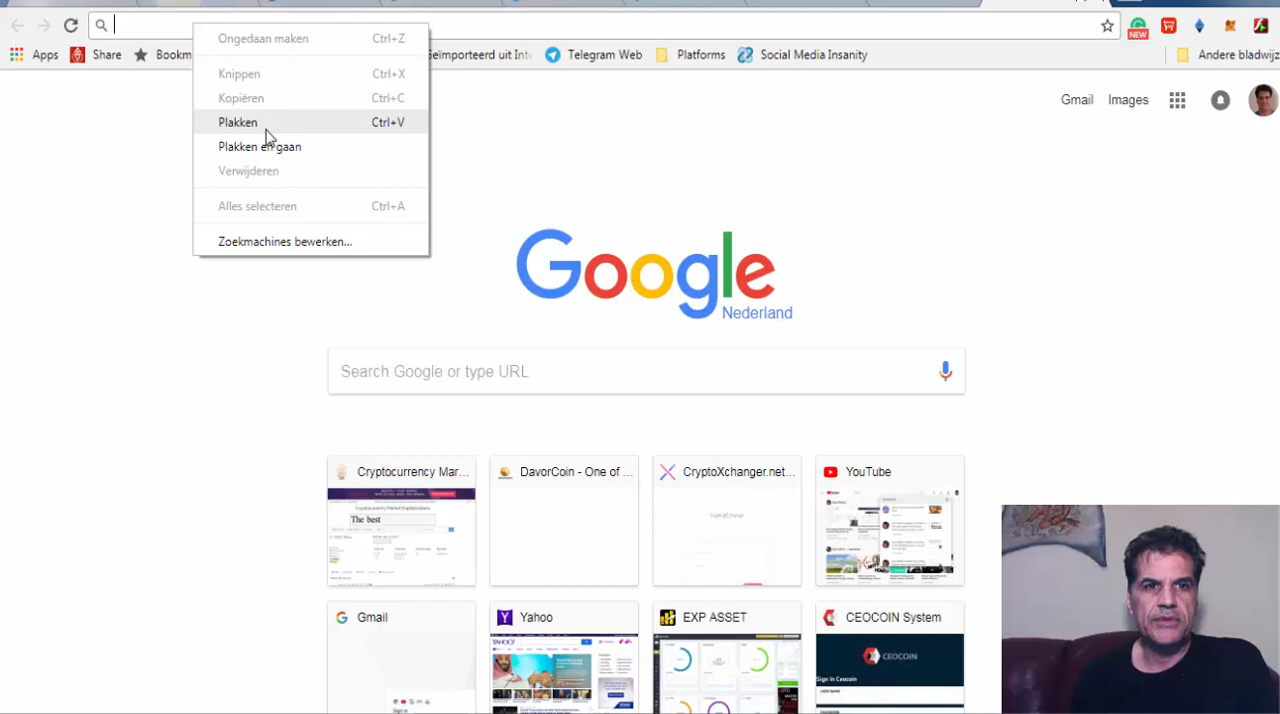 Ongedaan maken Ctrl+Z
Apps Share Bookm
Geïmporteerd uit Int
Telegram Web Platforms Social Media Insanity Andere bladwijz
NEW
Knippen Ctrl+X
Kopiëren Ctrl+C
Plakken Ctrl+V
Plakken en gaan
Verwijderen
Alles selecteren Ctrl+A
Zoekmachines bewerken...
Gmail Images
Google
Nederland
Search Google or type URL
Cryptocurrency Mar...
DavorCoin - One of ...
CryptoXchanger.net...
YouTube
The best
Gmail
Yahoo
EXP ASSET
CEOCOIN System
CEOCOIN
Sign In Ceocoin